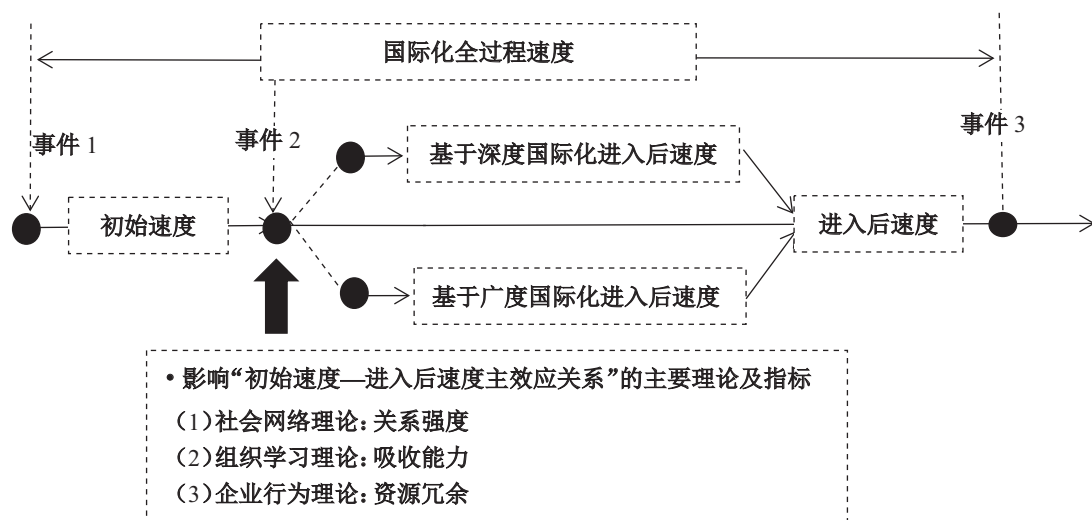 国际化全过程速度
事件 1
事件 2
事件 3
基于深度国际化进入后速度
初始速度
进入后速度
基于广度国际化进入后速度
• 影响“初始速度—进入后速度主效应关系”的主要理论及指标
（1）社会网络理论：关系强度
（2）组织学习理论：吸收能力
（3）企业行为理论：资源冗余